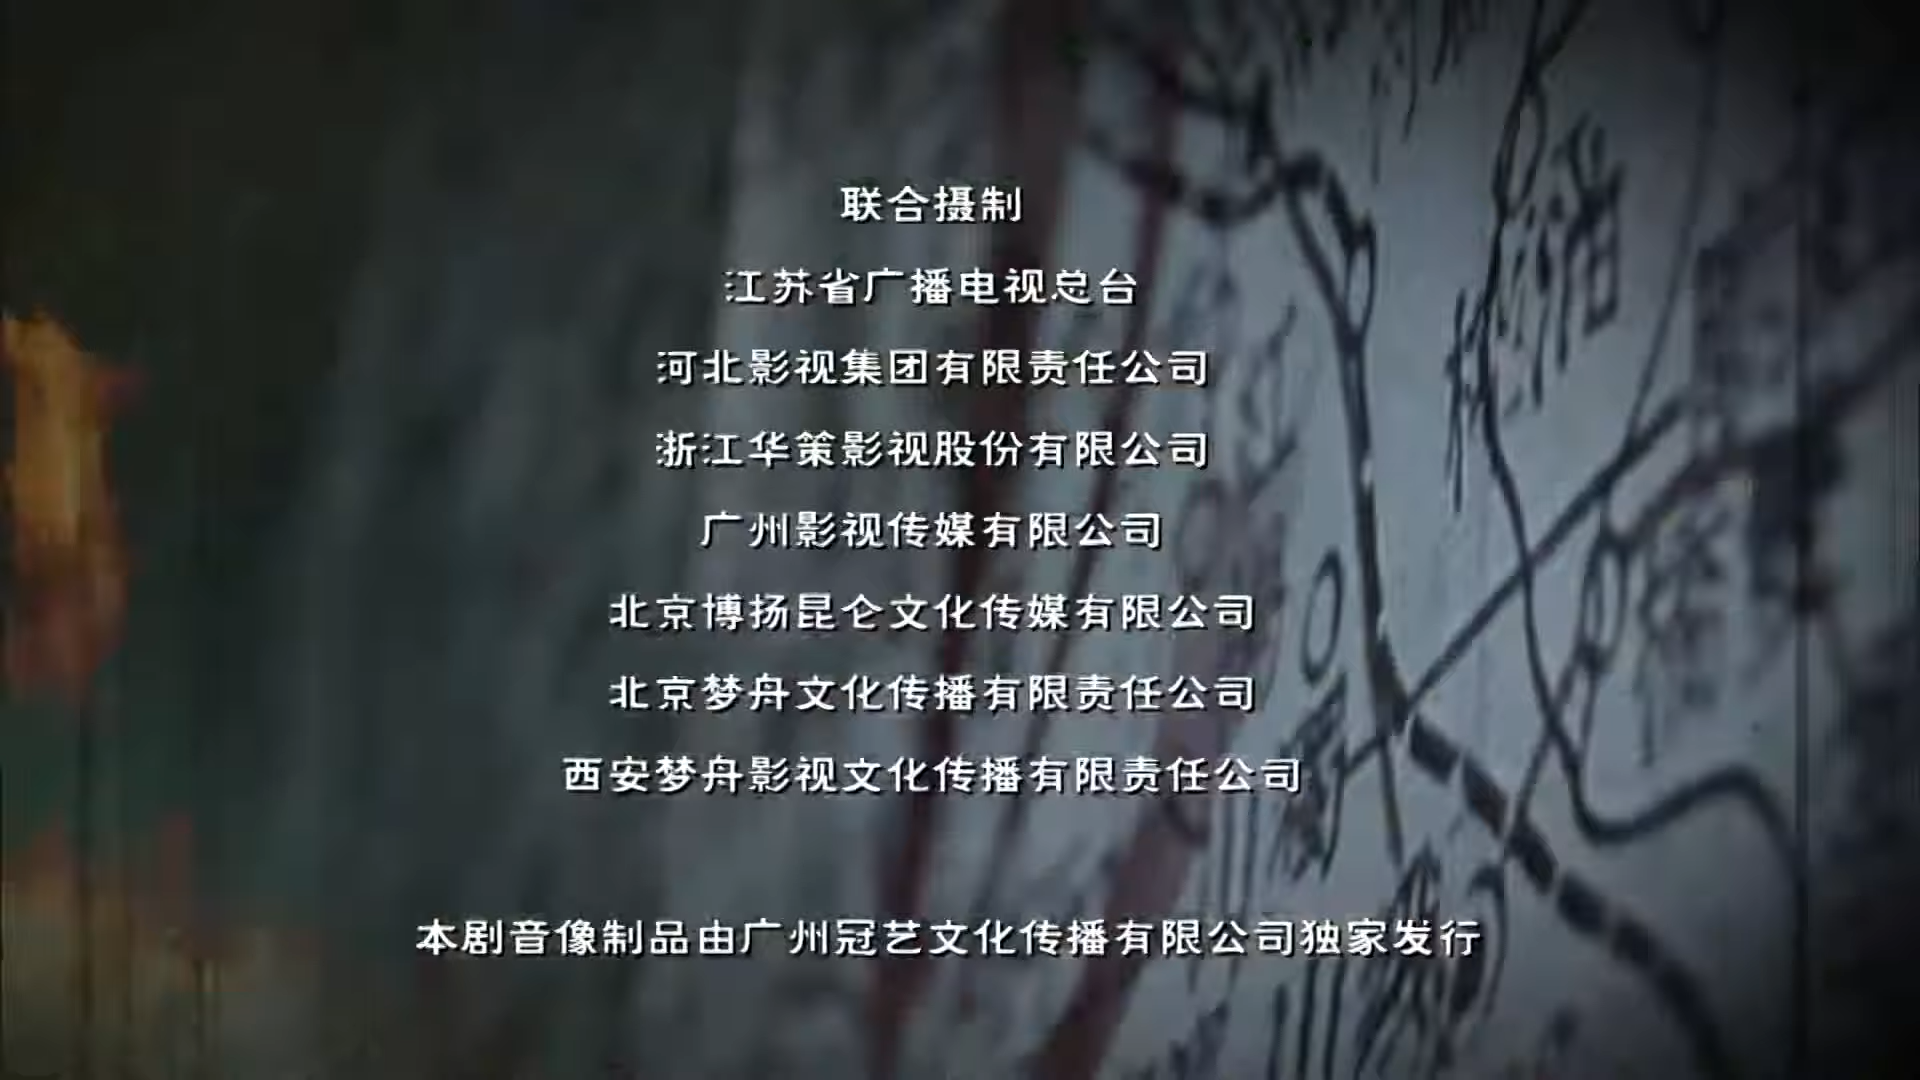 联合摄制
江苏省广播电视总台
河北影视集团有限责任公司
浙江华策影视股份有限公司
广州影视传媒有限公司
北京博扬昆仑文化传媒有限公司
北京梦舟文化传播有限责任公司
西安梦舟影视文化传播有限责任公司
本剧音像制品由广州冠艺文化传播有限公司独家发行